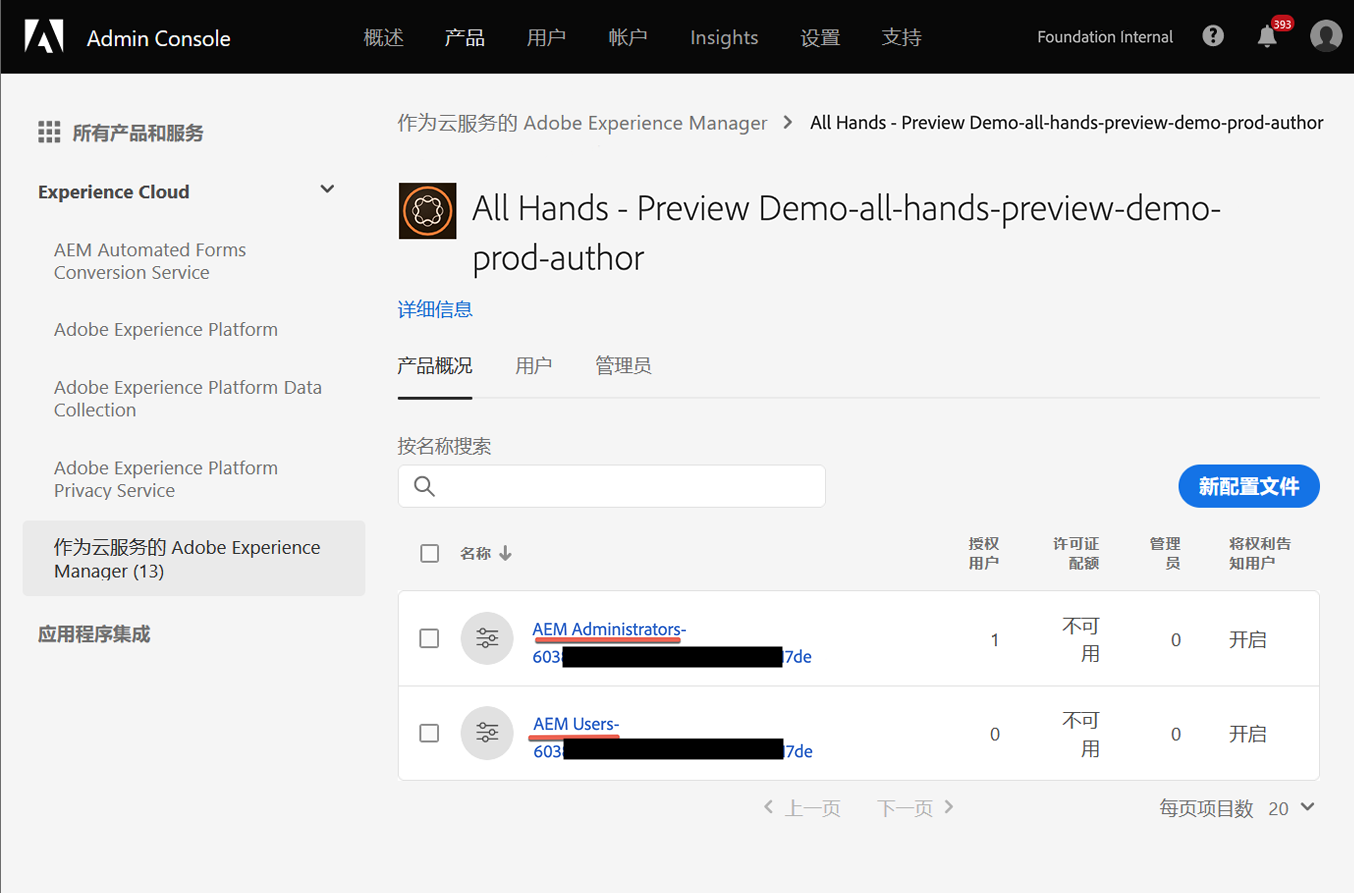 Admin Console 概述 产品 用户 帐户 Insights 设置 支持 Foundation Internal 393
所有产品和服务
Experience Cloud
AEM Automated Forms
Conversion Service
Adobe Experience Platform
Adobe Experience Platform Data
Collection
Adobe Experience Platform
Privacy Service
作为云服务的 Adobe Experience
Manager (13)
应用程序集成
作为云服务的 Adobe Experience Manager All Hands - Preview Demo-all-hands-preview-demo-prod-author
All Hands - Preview Demo-all-hands-preview-demo-
prod-author
详细信息
产品概况 用户 管理员
按名称搜索
新配置文件
名称 授权 许可证 管理 将权利告
用户 配额 员 知用户
AEM Administrators- 1 不可 0 开启
603 7de 用
AEM Users- 0 不可 0 开启
603 7de 用
上一页 下一页 每页项目数 20